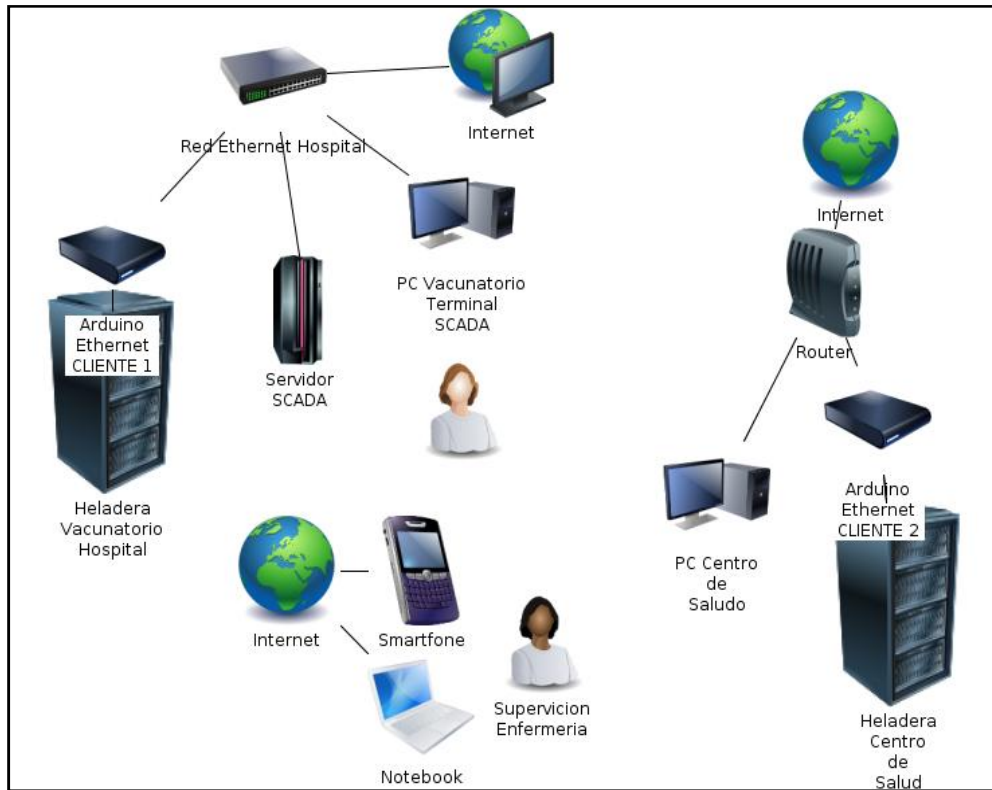 Internet
Red Ethernet Hospital
Internet
Arduino
Ethernet
CLIENTE 1
PC Vacunatorio
Terminal
SCADA
Servidor
SCADA
Router
Heladera
Vacunatorio
Hospital
Arduino
Ethernet
CLIENTE 2
PC Centro
de
Saludo
Internet
Smartfone
Supervicion
Enfermeria
Notebook
Heladera
Centro
de
Salud